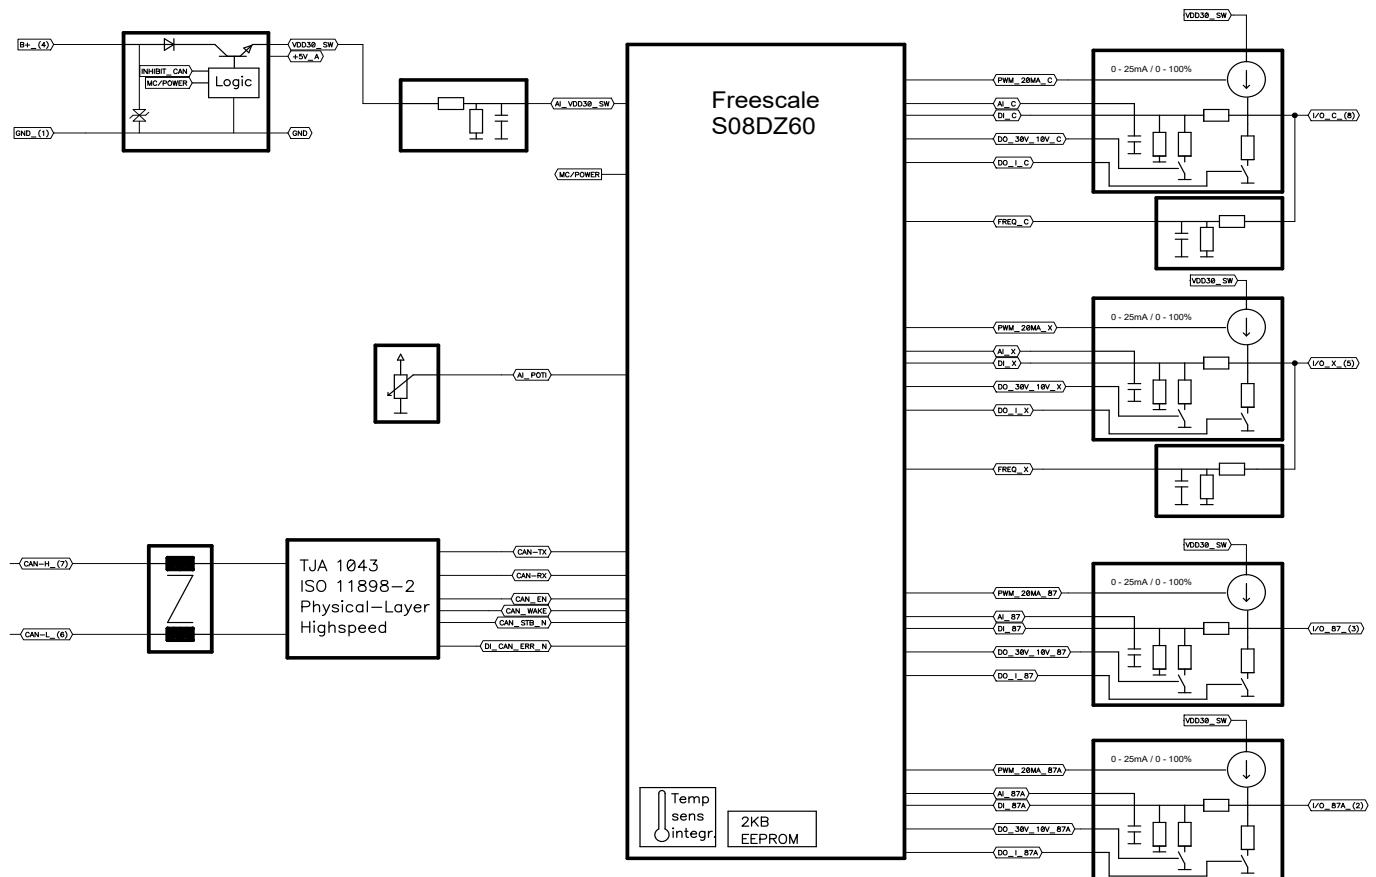 B+_(4)
GND_(1)
INHIBIT_CAN
MC/POWER
Logic
VDD30_SW
+5V_A
GND
AI_VDD30_SW
MC/POWER
AI_POTI
CAN-H_(7)
CAN-L_(6)
TJA 1043
ISO 11898-2
Physical-Layer
Highspeed
CAN-TX
CAN-RX
CAN_EN
CAN_WAKE
CAN_STB_N
DI_CAN_ERR_N
Freescale
S08DZ60
Temp
sens
integr.
2KB
EEPROM
VDD30_SW
0 - 25mA / 0 - 100%
PWM_20MA_C
AI_C
DI_C
DO_30V_10V_C
DO_I_C
I/O_C_(8)
FREQ_C
VDD30_SW
0 - 25mA / 0 - 100%
PWM_20MA_X
AI_X
DI_X
DO_30V_10V_X
DO_I_X
I/O_X_(5)
FREQ_X
VDD30_SW
0 - 25mA / 0 - 100%
PWM_20MA_87
AI_87
DI_87
DO_30V_10V_87
DO_I_87
I/O_87_(3)
VDD30_SW
0 - 25mA / 0 - 100%
PWM_20MA_87A
AI_87A
DI_87A
DO_30V_10V_87A
DO_I_87A
I/O_87A_(2)